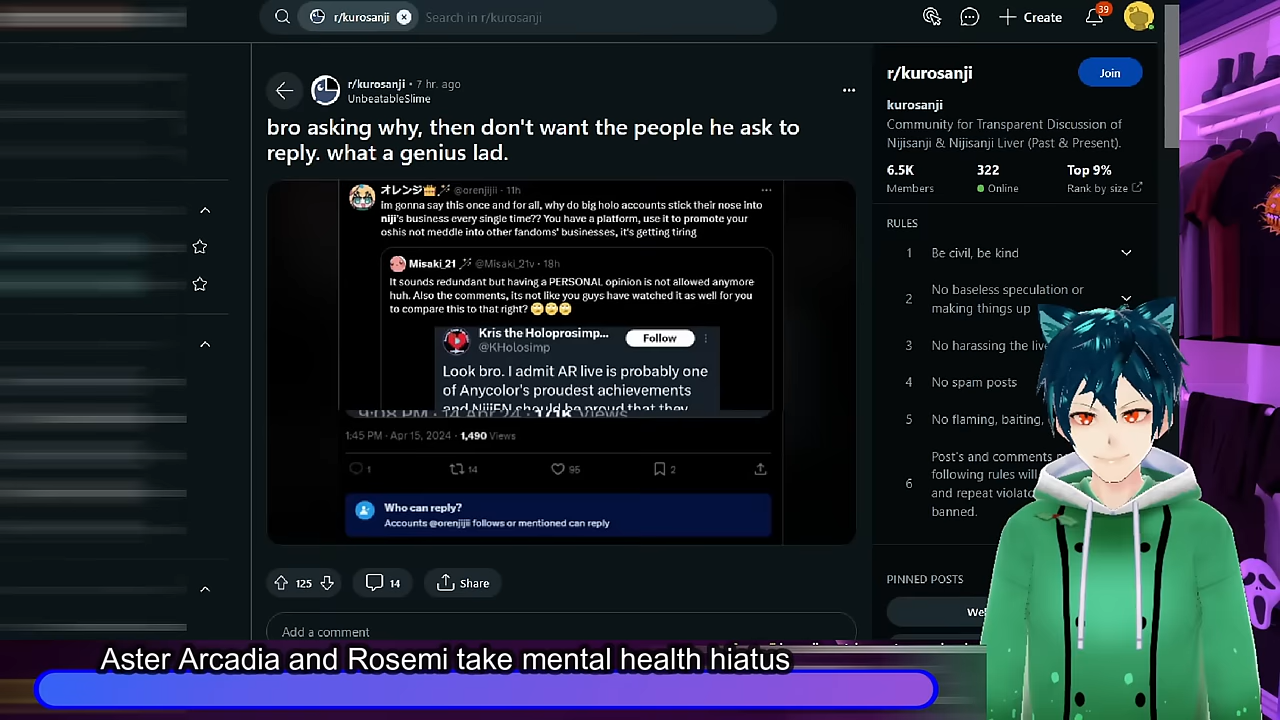 r/kurosanji
Search in r/kurosanji
Create
39
r/kurosanji • 7 hr. ago
UnbeatableSlime
bro asking why, then don't want the people he ask to
reply. what a genius lad.
オレンジ @orenjijii · 11h
im gonna say this once and for all, why do big holo accounts stick their nose into
niji's business every single time?? You have a platform, use it to promote your
oshis not meddle into other fandoms' businesses, it's getting tiring
Misaki_21 @Misaki_21v · 18h
It sounds redundant but having a PERSONAL opinion is not allowed anymore
huh. Also the comments, its not like you guys have watched it as well for you
to compare this to that right? 🙄🙄🙄
Kris the Holoprosimp...
@KHolosimp
Follow
Look bro. I admit AR live is probably one
of Anycolor's proudest achievements
and NijiEN should be proud that they
1:45 PM · Apr 15, 2024 · 1,490 Views
1
14
95
2
Who can reply?
Accounts @orenjijii follows or mentioned can reply
125
14
Share
Add a comment
r/kurosanji
Join
kurosanji
Community for Transparent Discussion of
Nijisanji & Nijisanji Liver (Past & Present).
6.5K
322
Top 9%
Members
Online
Rank by size
RULES
1 Be civil, be kind
2 No baseless speculation or
making things up
3 No harassing the
4 No spam posts
5 No flaming, baiting,
6 Post's and comments
following rules will
and repeat
banned.
PINNED POSTS
Aster Arcadia and Rosemi take mental health hiatus